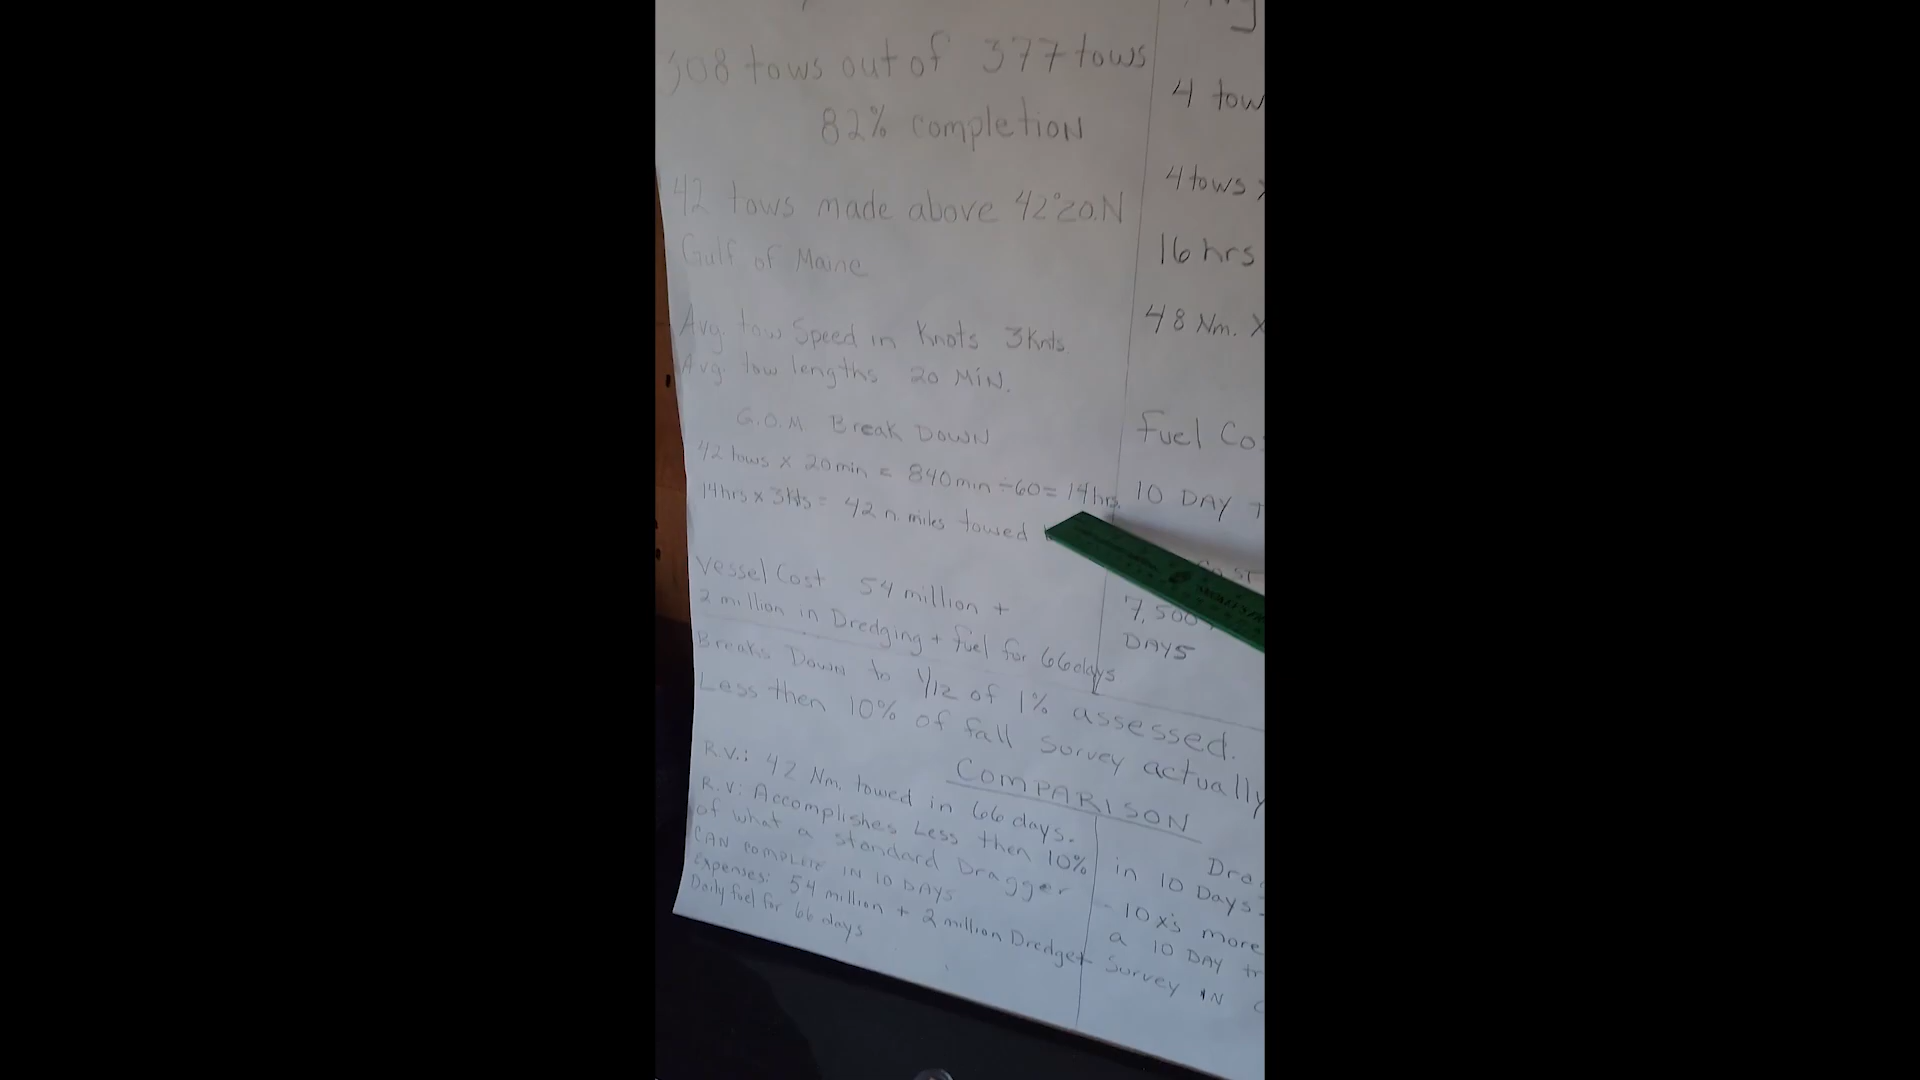 308 tows out of 377 tows
82% completion
42 tows made above 42°20.N
Gulf of Maine
Avg. tow Speed in Knots 3Knts.
Avg. tow lengths 20 MIN.
G.O.M Break Down
42 tows x 20min = 840min ÷60= 14hrs.
14hrs x 3Kts = 42 n. miles towed
Vessel Cost 54 million +
2 million in Dredging + fuel for 66days
Breaks Down to 1/12 of 1% assessed.
Less then 10% of fall survey actually
4 tow
4 tows x
16 hrs
48 Nm. X
Fuel Co
10 DAY T
7,500
DAYS
COMPARISON
R.V.: 42 Nm. towed in 66 days.
R.V: Accomplishes Less then 10%
of what a standard Dragger
CAN COMPLETE IN 10 DAYS
Expenses: 54 million + 2 million Dredge+
Daily fuel for 66 days
Dra
in 10 Days
- 10 x's more
a 10 DAY tr
Survey IN